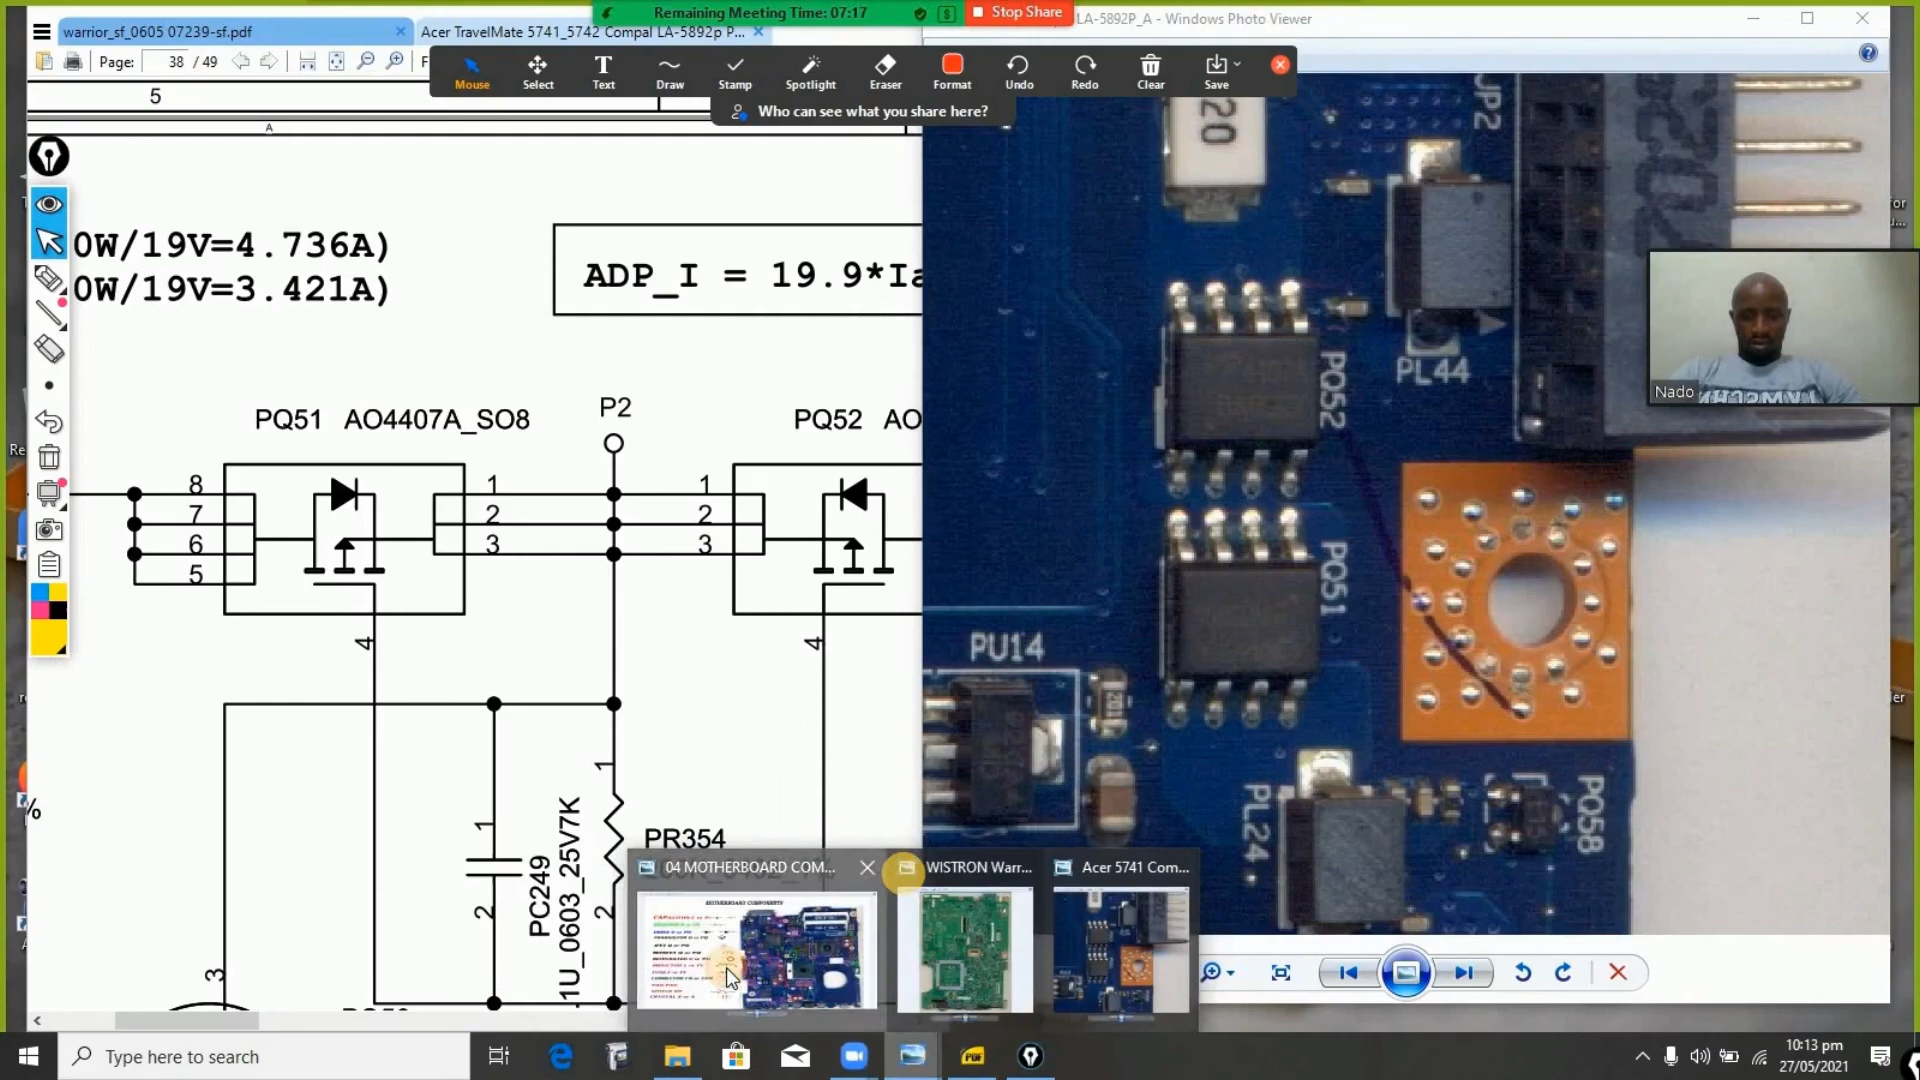 Remaining Meeting Time: 07:17
Stop Share
LA-5892P_A - Windows Photo Viewer
warrior_sf_0605 07239-sf.pdf
Acer TravelMate 5741_5742 Compal LA-5892p P...
Page: 38 / 49
Mouse
Select
Text
Draw
Stamp
Spotlight
Eraser
Format
Undo
Redo
Clear
Save
Who can see what you share here?
5
A
0W/19V=4.736A)
0W/19V=3.421A)
ADP_I = 19.9*Ia
PQ51 AO4407A_SO8
P2
PQ52 AO
8
7
6
5
1
2
3
1
2
3
4
4
1
2
PC249
.1U_0603_25V7K
1
2
PR354
3
%
20
JP2
PL44
PQ52
PQ51
PU14
201
PL24
PQ58
Nado
04 MOTHERBOARD COM...
WISTRON Warr...
Acer 5741 Com...
MOTHERBOARD COMPONENTS
Type here to search
10:13 pm
27/05/2021